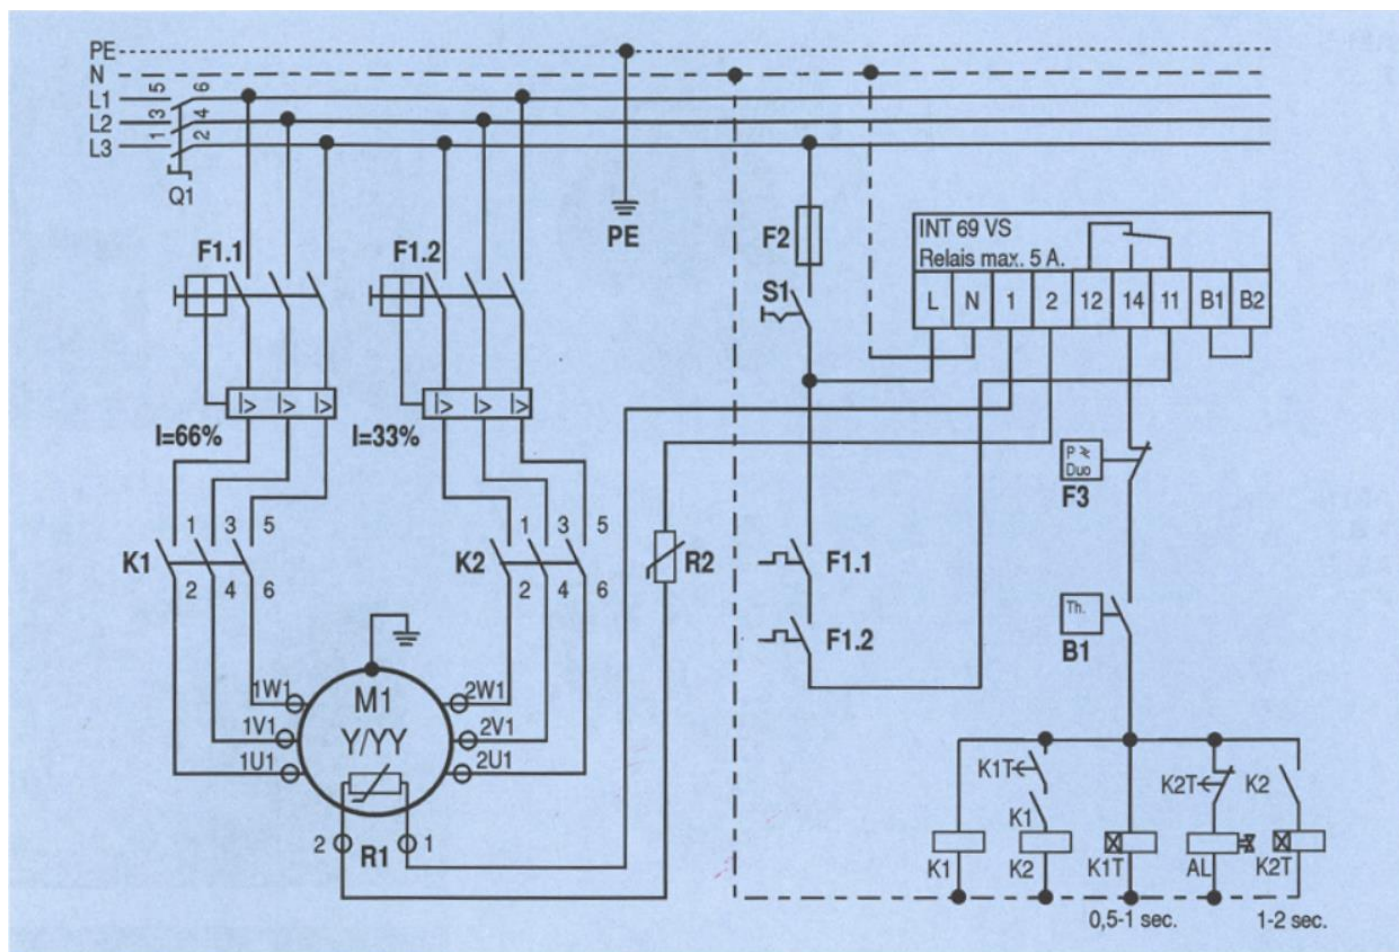 PE
N
L1
L2
L3
5 6
3 4
1 2
Q1
PE
F1.1
F1.2
I> I> I>
I> I> I>
I=66%
I=33%
F2
S1
INT 69 VS
Relais max. 5 A.
L N 1 2 12 14 11 B1 B2
P
Duo
F3
1 3 5
K1
2 4 6
1 3 5
K2
2 4 6
R2
F1.1
F1.2
Th.
B1
M1
Y/YY
1W1
1V1
1U1
2W1
2V1
2U1
2 R1 1
K1T
K1
K2T
K2
K1 K2 K1T AL K2T
0,5-1 sec.
1-2 sec.